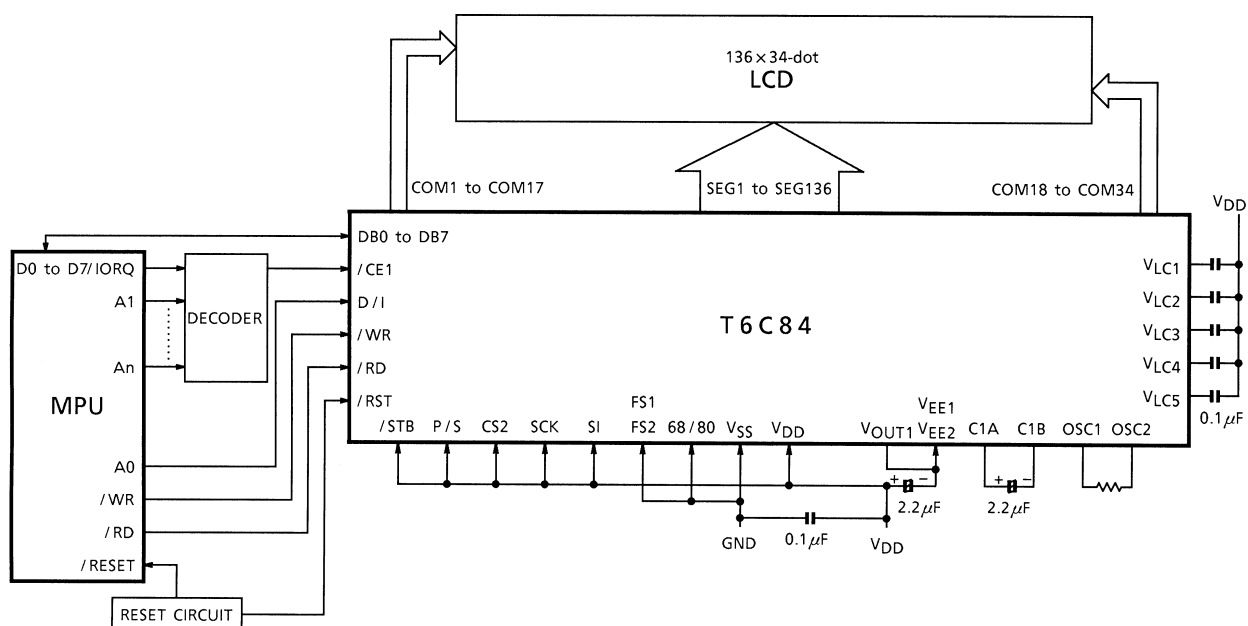 136×34-dot
LCD
COM1 to COM17
SEG1 to SEG136
COM18 to COM34
VDD
DB0 to DB7
D0 to D7/IORQ
/CE1
VLC1
A1
D/I
VLC2
DECODER
T6C84
/WR
VLC3
An
/RD
VLC4
MPU
/RST
FS1
VEE1
VLC5
0.1μF
/STB P/S CS2 SCK SI FS2 68/80 VSS VDD VOUT1 VEE2 C1A C1B OSC1 OSC2
A0
/WR
+ −
2.2μF
+ −
2.2μF
/RD
GND
0.1μF
VDD
/RESET
RESET CIRCUIT